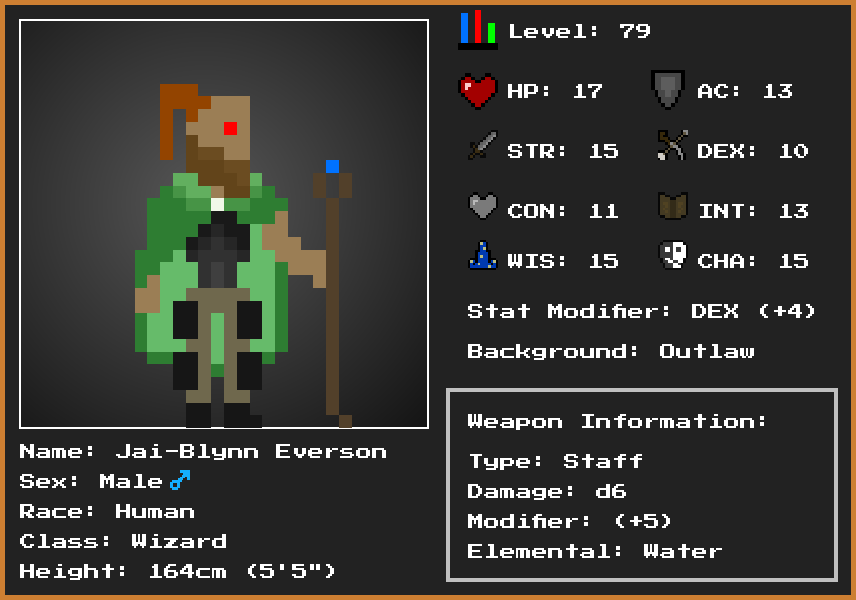 Level: 79
HP: 17
AC: 13
STR: 15
DEX: 10
CON: 11
INT: 13
WIS: 15
CHA: 15
Stat Modifier: DEX (+4)
Background: Outlaw
Weapon Information:
Type: Staff
Damage: d6
Modifier: (+5)
Elemental: Water
Name: Jai-Blynn Everson
Sex: Male ♂
Race: Human
Class: Wizard
Height: 164cm (5'5")